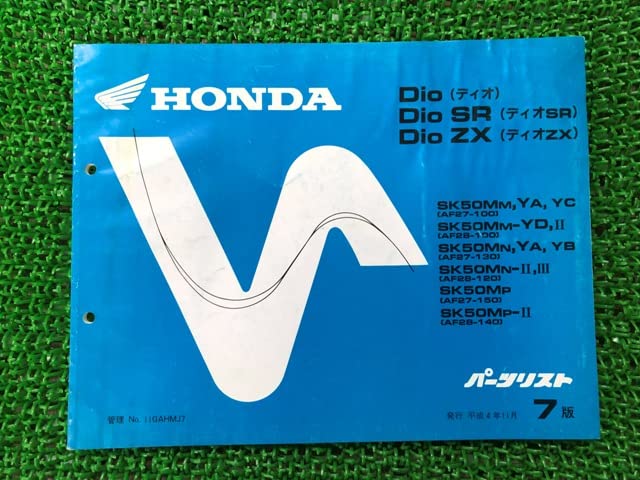 HONDA
Dio (ディオ)
Dio SR (ディオSR)
Dio ZX (ディオZX)
SK50MM,YA, YC
(AF27-100)
SK50MM-YD,II
(AF28-100)
SK50MN,YA, YB
(AF27-130)
SK50MN-II,III
(AF28-120)
SK50MP
(AF27-150)
SK50MP-II
(AF28-140)
パーツリスト
管理 No. 11GAHMJ7
発行 平成4年11月 7版